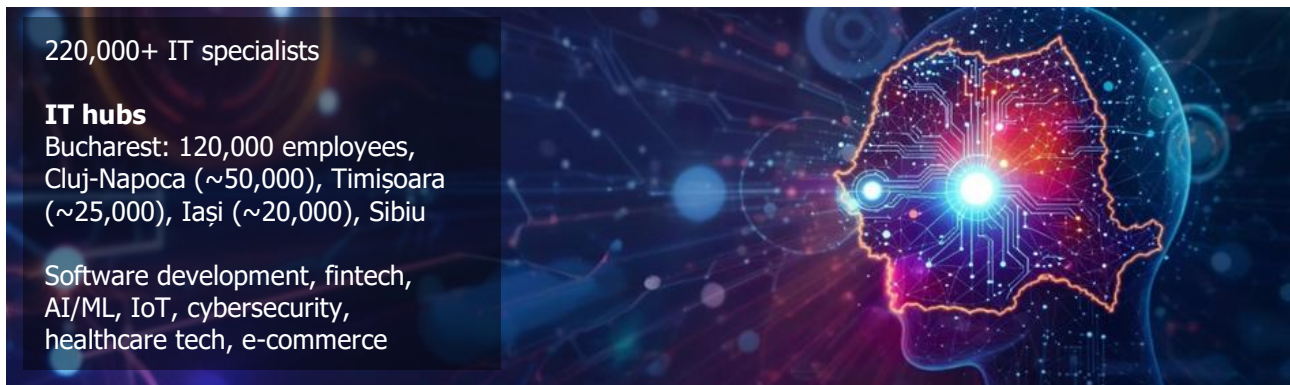 220,000+ IT specialists
IT hubs
Bucharest: 120,000 employees,
Cluj-Napoca (~50,000), Timișoara
(~25,000), Iași (~20,000), Sibiu
Software development, fintech,
AI/ML, IoT, cybersecurity,
healthcare tech, e-commerce